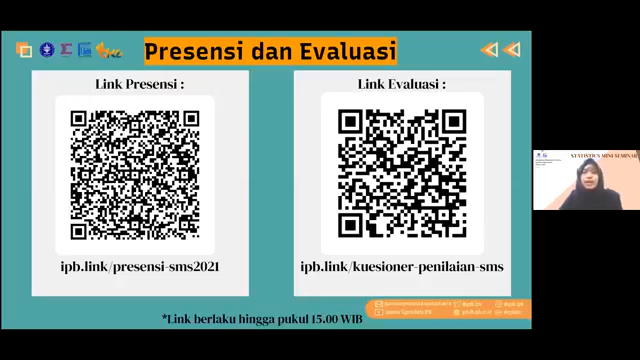 Presensi dan Evaluasi
Link Presensi :
Link Evaluasi :
ipb.link/presensi-sms2021
ipb.link/kuesioner-penilaian-sms
*Link berlaku hingga pukul 15.00 WIB
STATISTICS MINI SEMINAR